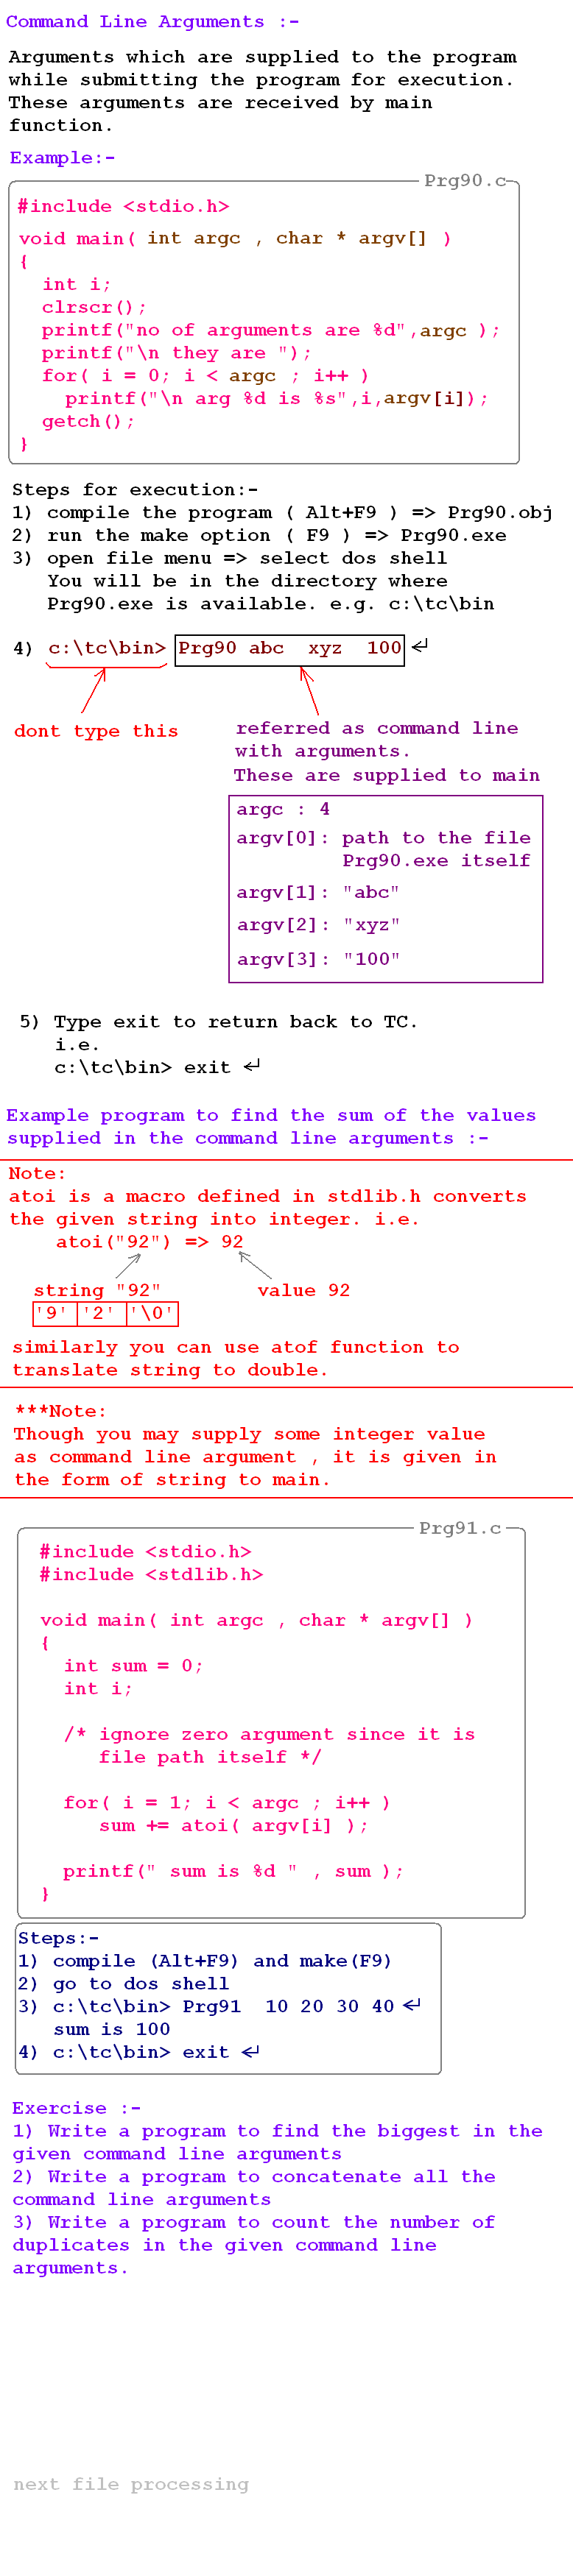 Command Line Arguments :-
Arguments which are supplied to the program
while submitting the program for execution.
These arguments are received by main
function.
Example:-
Prg90.c
#include <stdio.h>
void main( int argc , char * argv[] )
{
int i;
clrscr();
printf("no of arguments are %d",argc );
printf("\n they are ");
for( i = 0; i < argc ; i++ )
printf("\n arg %d is %s",i,argv[i]);
getch();
}
Steps for execution:-
1) compile the program ( Alt+F9 ) => Prg90.obj
2) run the make option ( F9 ) => Prg90.exe
3) open file menu => select dos shell
You will be in the directory where
Prg90.exe is available. e.g. c:\tc\bin
4) c:\tc\bin> Prg90 abc xyz 100 ↵
dont type this
referred as command line
with arguments.
These are supplied to main
argc : 4
argv[0]: path to the file
Prg90.exe itself
argv[1]: "abc"
argv[2]: "xyz"
argv[3]: "100"
5) Type exit to return back to TC.
i.e.
c:\tc\bin> exit ↵
Example program to find the sum of the values
supplied in the command line arguments :-
Note:
atoi is a macro defined in stdlib.h converts
the given string into integer. i.e.
atoi("92") => 92
string "92" value 92
'9' '2' '\0'
similarly you can use atof function to
translate string to double.
***Note:
Though you may supply some integer value
as command line argument , it is given in
the form of string to main.
Prg91.c
#include <stdio.h>
#include <stdlib.h>
void main( int argc , char * argv[] )
{
int sum = 0;
int i;
/* ignore zero argument since it is
file path itself */
for( i = 1; i < argc ; i++ )
sum += atoi( argv[i] );
printf(" sum is %d " , sum );
}
Steps:-
1) compile (Alt+F9) and make(F9)
2) go to dos shell
3) c:\tc\bin> Prg91 10 20 30 40 ↵
sum is 100
4) c:\tc\bin> exit ↵
Exercise :-
1) Write a program to find the biggest in the
given command line arguments
2) Write a program to concatenate all the
command line arguments
3) Write a program to count the number of
duplicates in the given command line
arguments.
next file processing